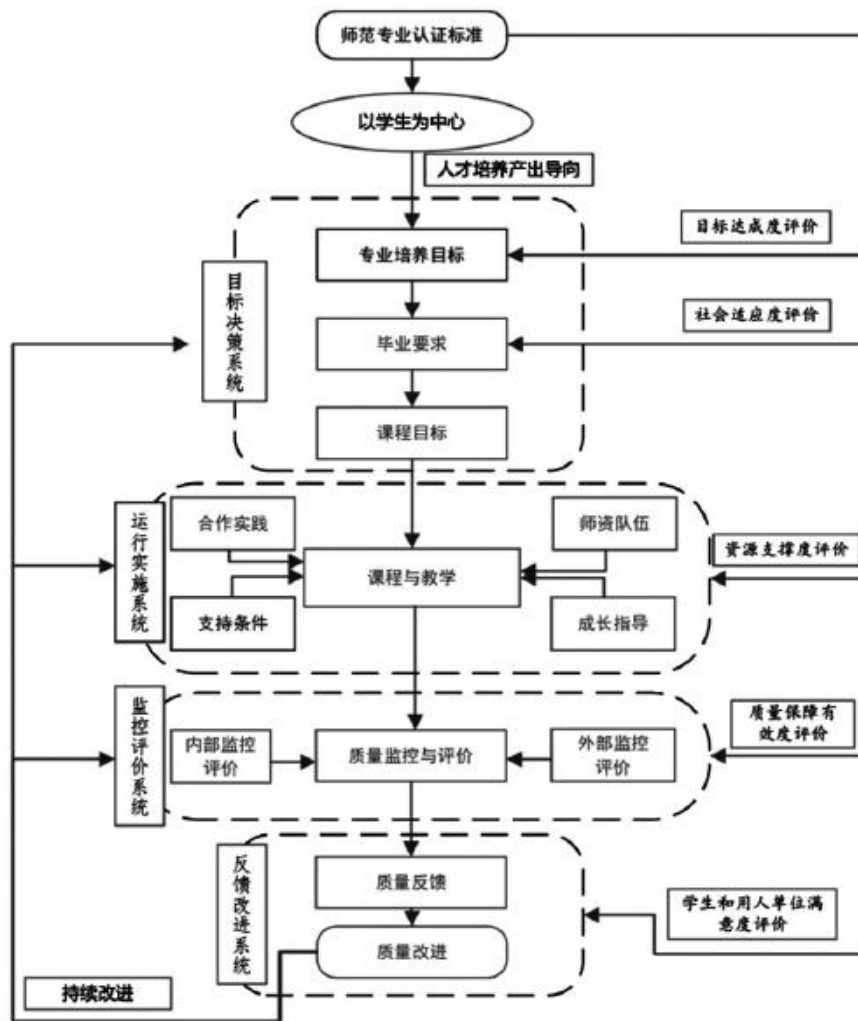 师范专业认证标准
以学生为中心
人才培养产出导向
目标达成度评价
专业培养目标
目标决策系统
社会适应度评价
毕业要求
课程目标
运行实施系统
合作实践
师资队伍
资源支撑度评价
课程与教学
支持条件
成长指导
监控评价系统
质量保障有
效度评价
内部监控
评价
质量监控与评价
外部监控
评价
反馈改进系统
质量反馈
学生和用人单位满
意度评价
质量改进
持续改进